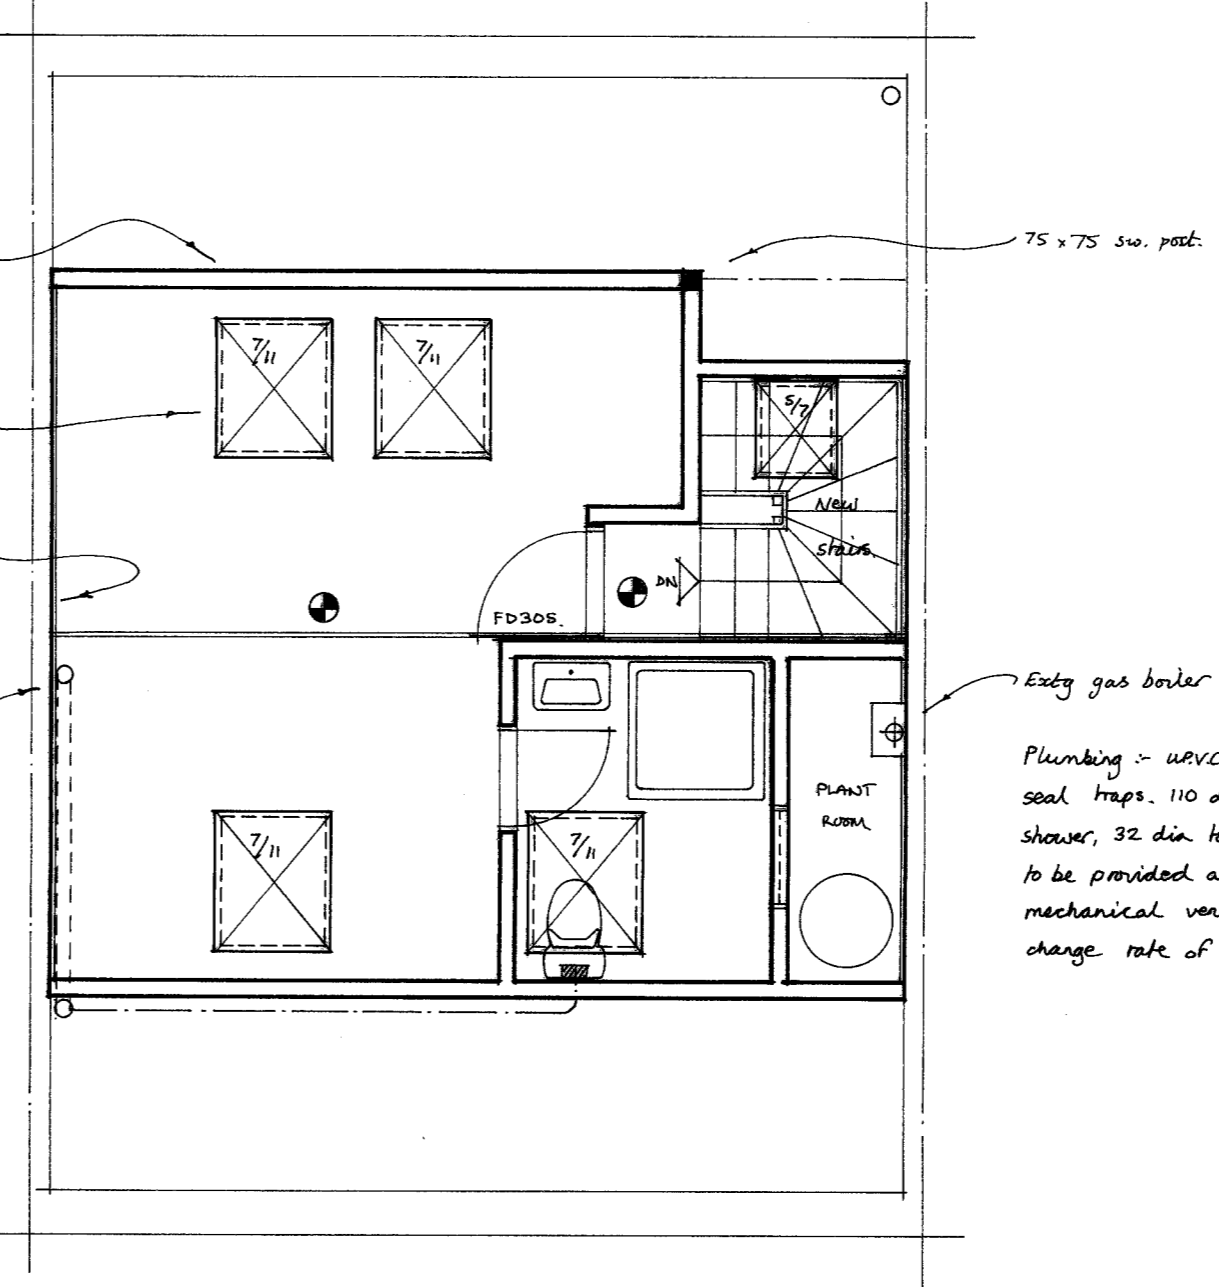 75 x 75 sw. post.
7/11
7/11
5/7
New
stairs.
DN
FD30S.
Extg gas boiler
Plumbing :- u.P.V.C
seal traps. 110 d
shower, 32 dia to
PLANT
ROOM
7/11
7/11
to be provided a
mechanical ven
change rate of